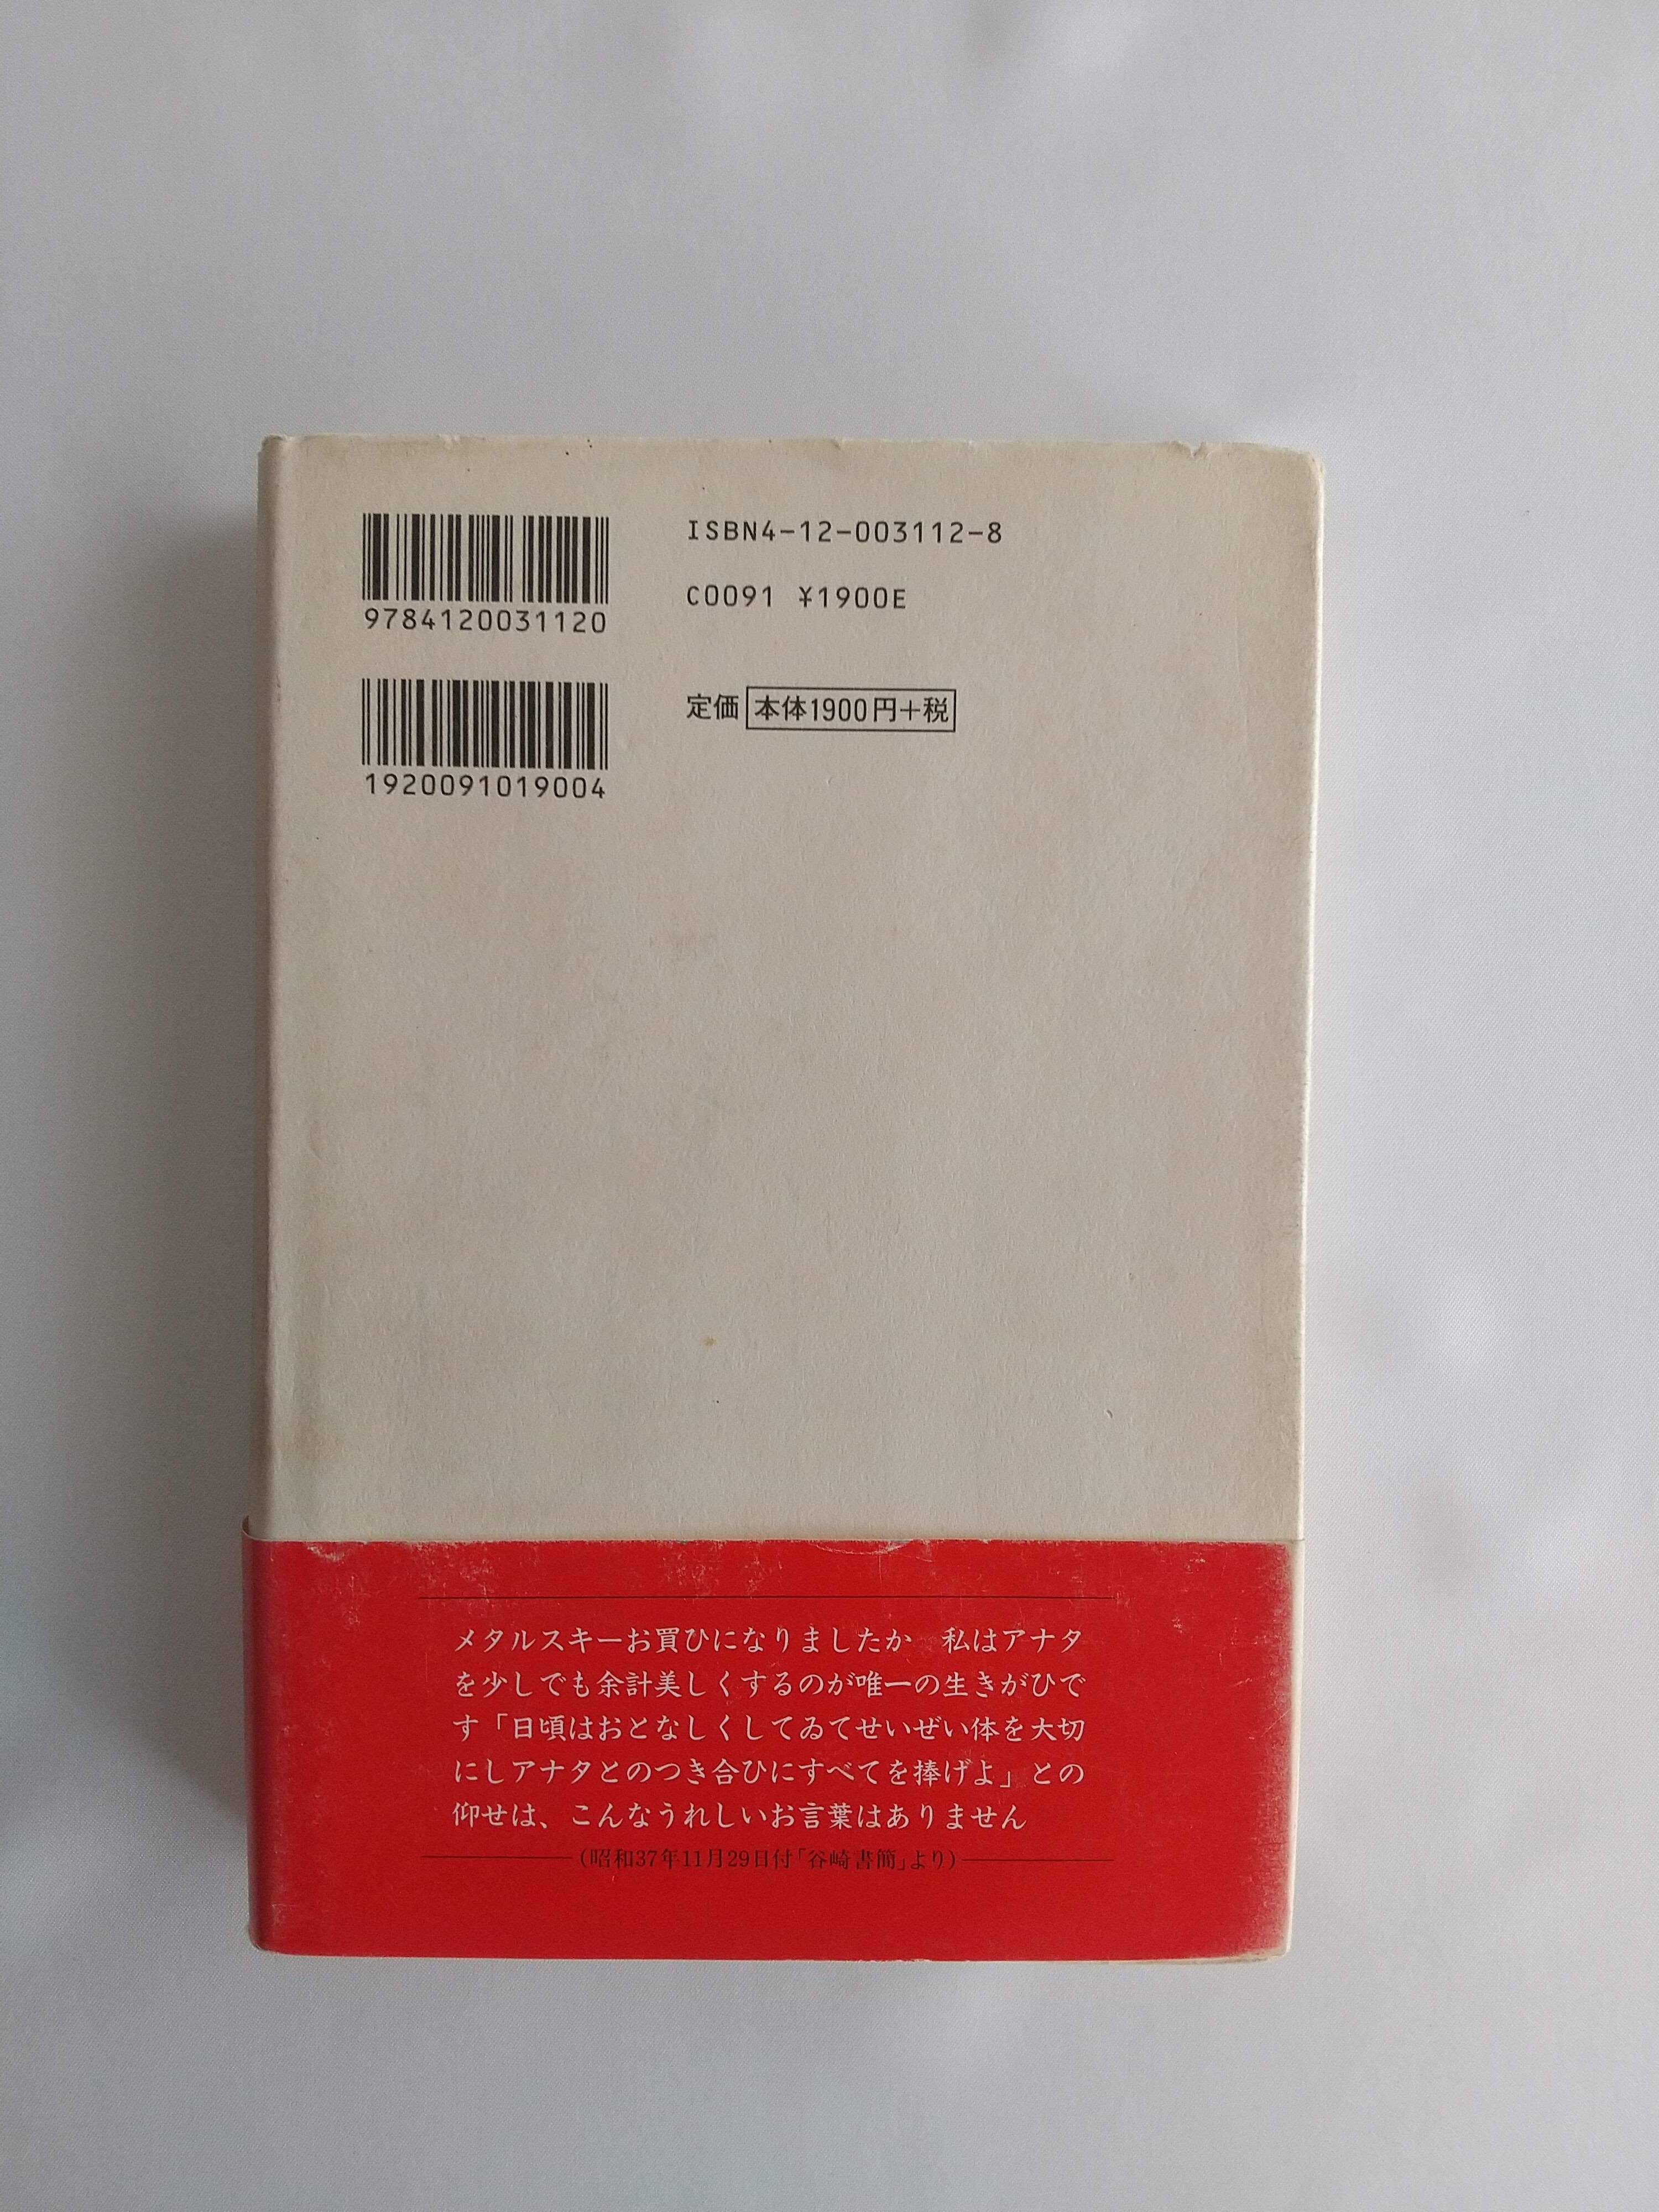 ISBN4-12-003112-8
9784120031120
C0091 ¥1900E
1920091019004
定価 本体1900円+税
メタルスキーお買ひになりましたか　私はアナタ
を少しでも余計美しくするのが唯一の生きがひで
す「日頃はおとなしくしてゐてせいぜい体を大切
にしアナタとのつき合ひにすべてを捧げよ」との
仰せは、こんなうれしいお言葉はありません
(昭和37年11月29日付「谷崎書簡」より)